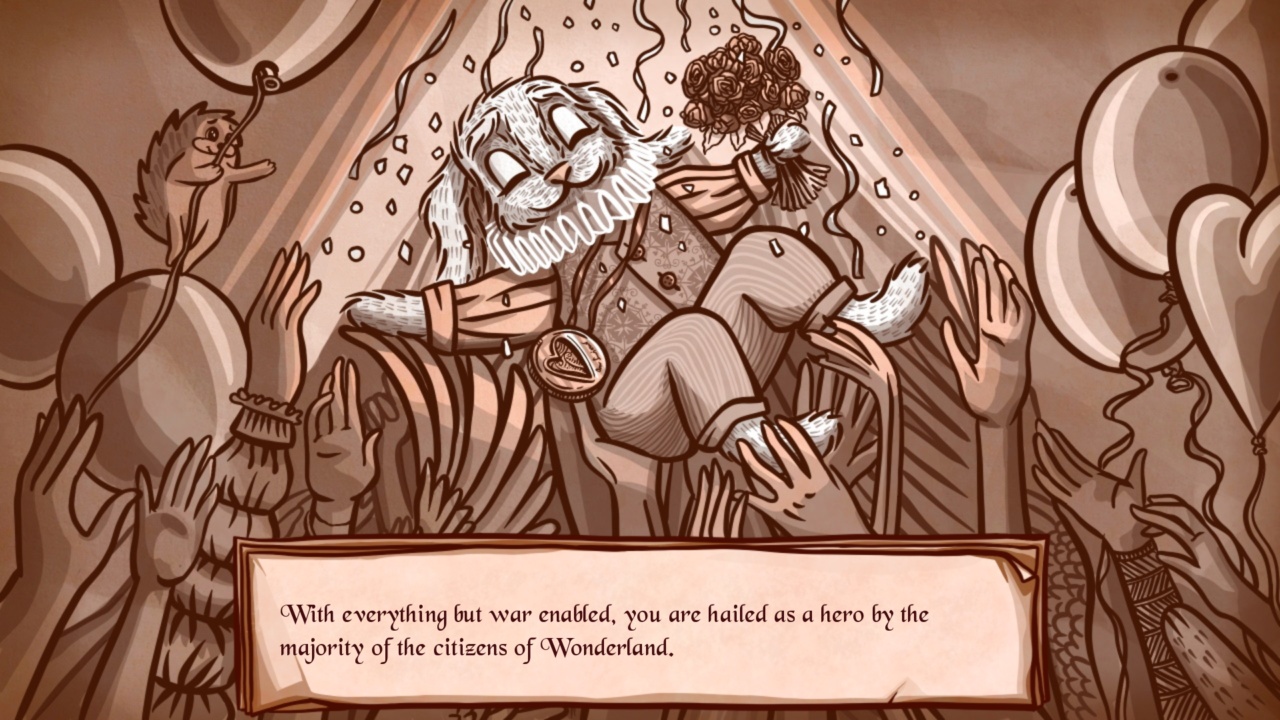 With everything but war enabled, you are hailed as a hero by the
majority of the citizens of Wonderland.